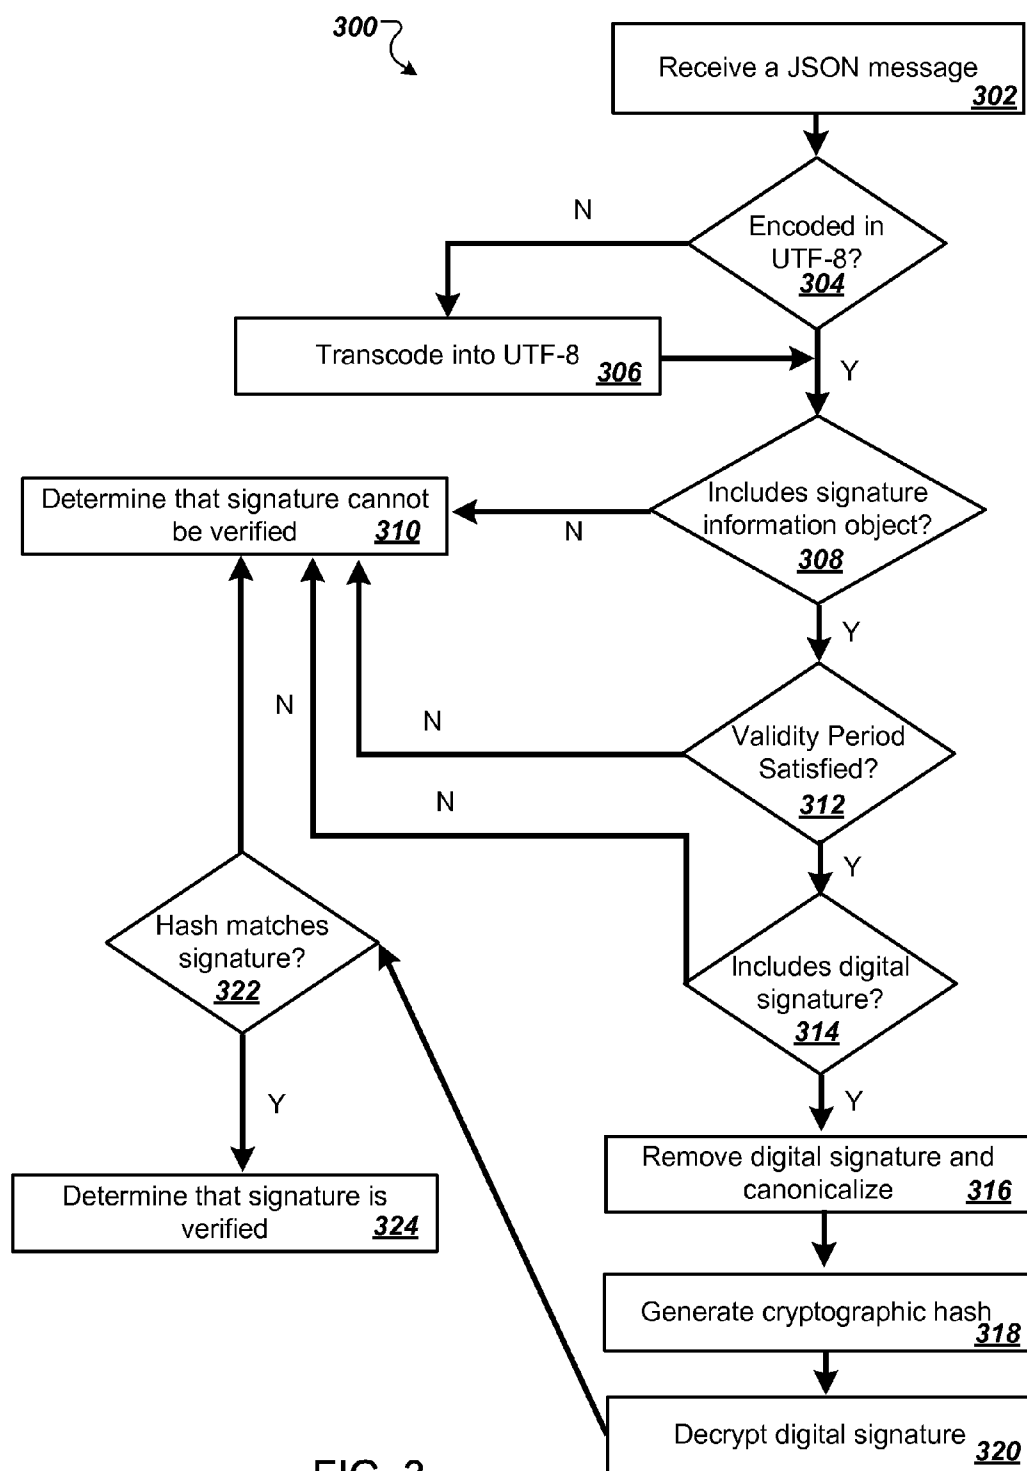 300
Receive a JSON message
302
N
Encoded in
UTF-8?
304
Transcode into UTF-8
306
Y
Determine that signature cannot
be verified 310
N
Includes signature
information object?
308
Y
N
N
Validity Period
Satisfied?
312
N
Y
Hash matches
signature?
322
Includes digital
signature?
314
Y
Y
Remove digital signature and
canonicalize 316
Determine that signature is
verified 324
Generate cryptographic hash
318
Decrypt digital signature
320